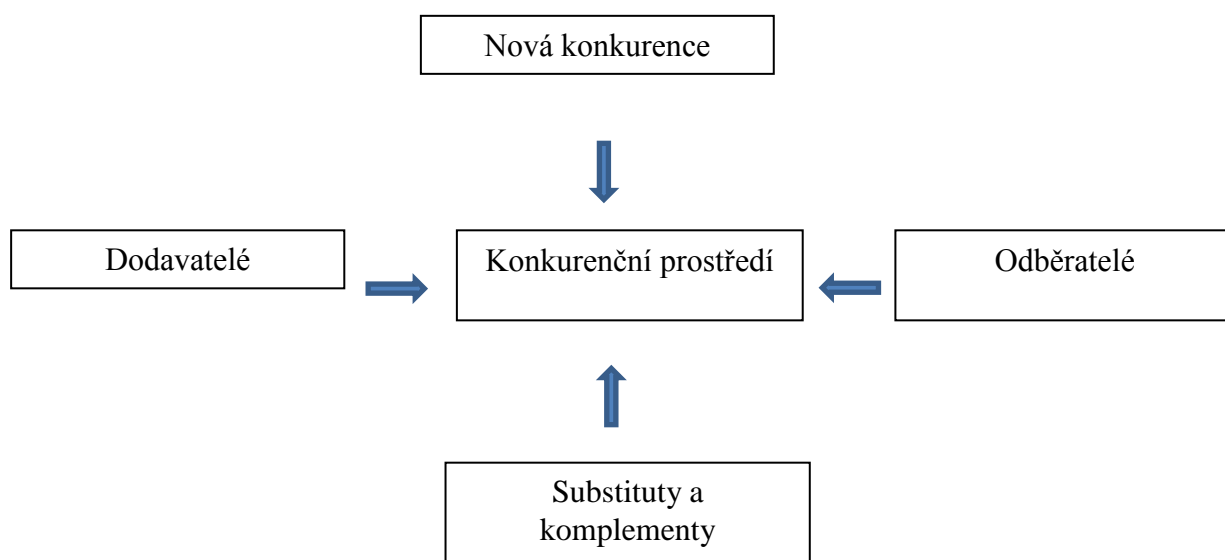 Nová konkurence
Dodavatelé
Konkurenční prostředí
Odběratelé
Substituty a
komplementy